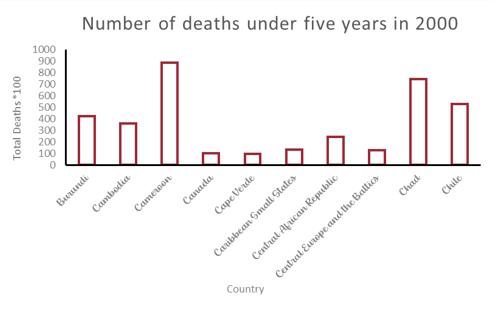 Number of deaths under five years in 2000
Total Deaths *100
1000
900
800
700
600
500
400
300
200
100
0
Burundi
Cambodia
Cameroon
Canada
Cape Verde
Caribbean Small States
Central African Republic
Central Europe and the Baltics
Chad
Chile
Country